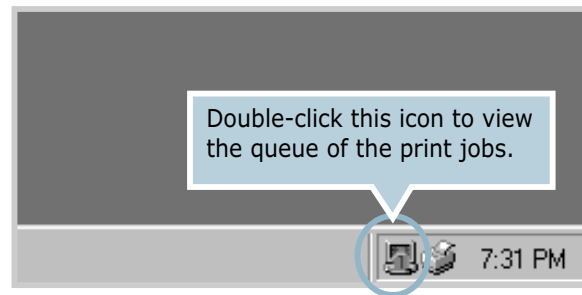 Double-click this icon to view
the queue of the print jobs.
7:31 PM